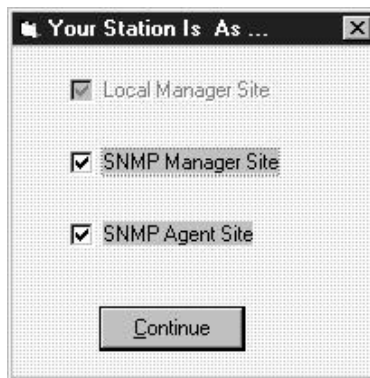 Your Station Is As ...
Local Manager Site
SNMP Manager Site
SNMP Agent Site
Continue